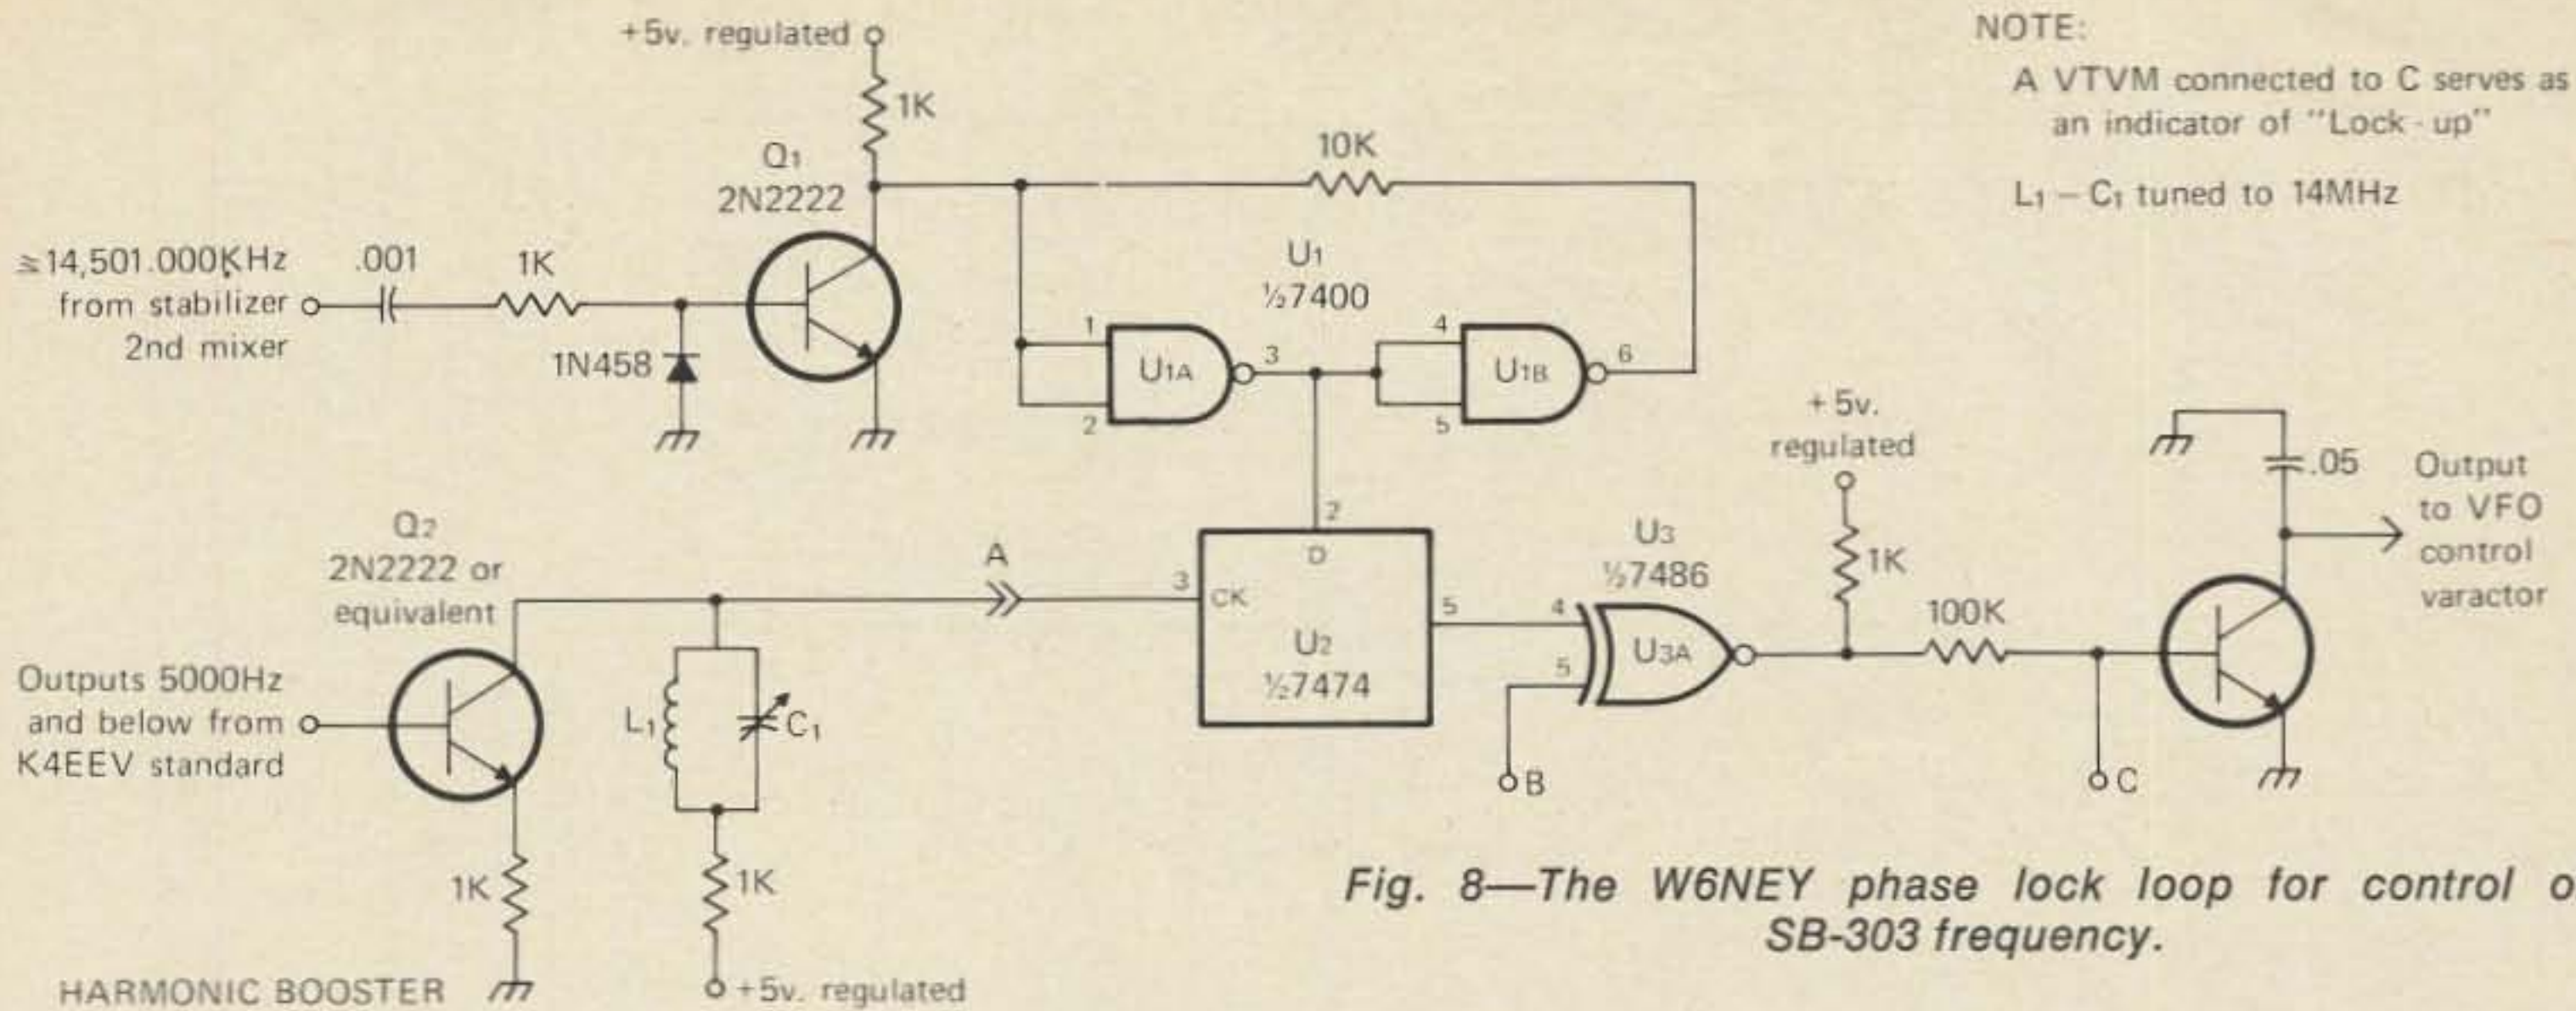 +5v. regulated
1K
Q1
2N2222
10K
NOTE:
A VTVM connected to C serves as
an indicator of "Lock-up"
L1 – C1 tuned to 14MHz
≅14,501.000KHz
from stabilizer
2nd mixer
.001
1K
1N458
U1
½7400
1
2
U1A
3
4
5
U1B
6
+5v.
regulated
1K
.05
Output
to VFO
control
varactor
Q2
2N2222 or
equivalent
Outputs 5000Hz
and below from
K4EEV standard
L1
C1
A
3
CK
2
D
U2
½7474
5
U3
½7486
4
5
U3A
100K
B
C
1K
1K
HARMONIC BOOSTER
+5v. regulated
Fig. 8—The W6NEY phase lock loop for control o
SB-303 frequency.